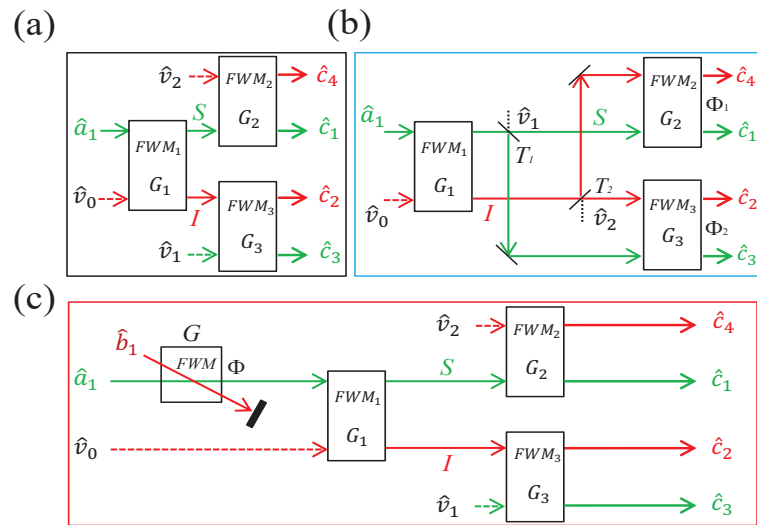 (a)
v̂₂ FWM₂ ĉ₄
S G₂ ĉ₁
â₁ FWM₁
G₁
v̂₀ FWM₃ ĉ₂
I G₃
v̂₁ ĉ₃
(b)
FWM₂ ĉ₄
â₁ v̂₁ S G₂ Φ₁ ĉ₁
FWM₁ T₁
G₁ T₂ FWM₃ ĉ₂
v̂₀ I v̂₂ G₃ Φ₂
ĉ₃
(c)
b̂₁ G v̂₂ FWM₂ ĉ₄
FWM Φ
â₁ S G₂ ĉ₁
FWM₁
G₁
v̂₀ FWM₃ ĉ₂
I G₃
v̂₁ ĉ₃